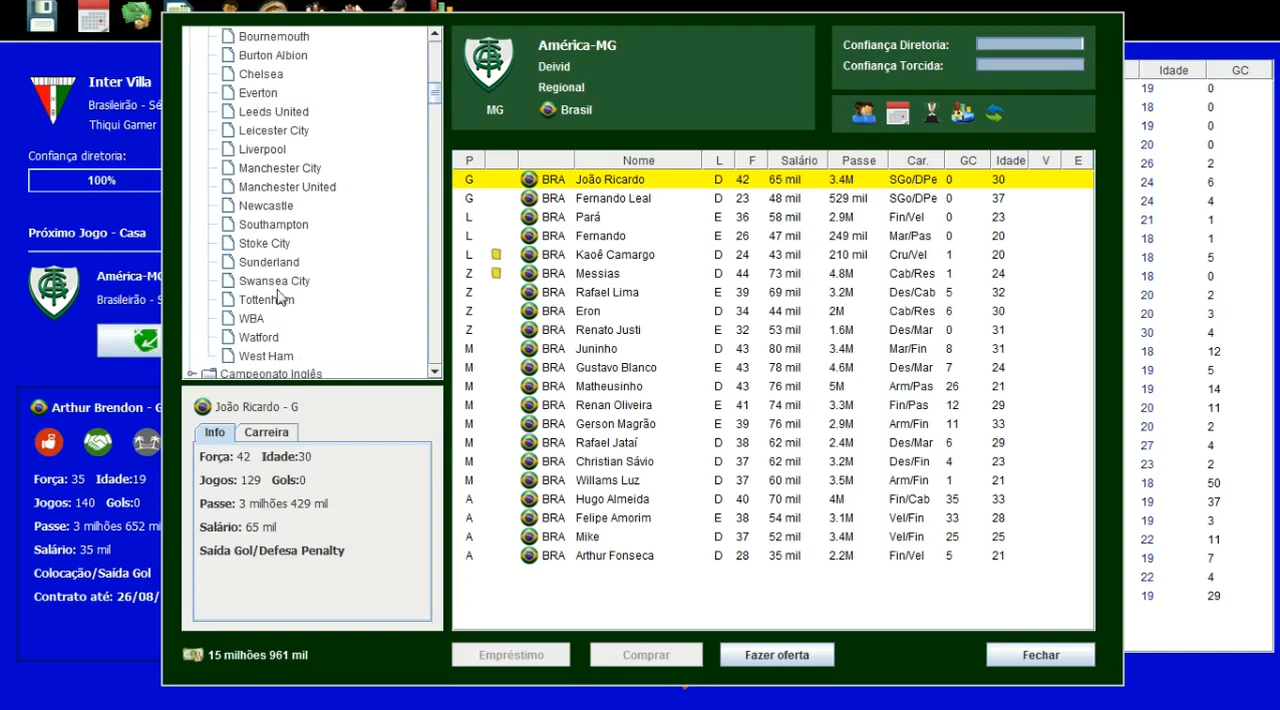 Inter Villa
Brasileirão - Sé
Thiqui Gamer
Confiança diretoria:
100%
Próximo Jogo - Casa
América-MG
Brasileirão - S
Arthur Brendon - G
Força: 35 Idade:19
Jogos: 140 Gols:0
Passe: 3 milhões 652 mi
Salário: 35 mil
Colocação/Saída Gol
Contrato até: 26/08/
Bournemouth
Burton Albion
Chelsea
Everton
Leeds United
Leicester City
Liverpool
Manchester City
Manchester United
Newcastle
Southampton
Stoke City
Sunderland
Swansea City
Tottenham
WBA
Watford
West Ham
Campeonato Inglês
João Ricardo - G
Info Carreira
Força: 42 Idade:30
Jogos: 129 Gols:0
Passe: 3 milhões 429 mil
Salário: 65 mil
Saída Gol/Defesa Penalty
15 milhões 961 mil
América-MG
Deivid
Regional
MG Brasil
Confiança Diretoria:
Confiança Torcida:
P Nome L F Salário Passe Car. GC Idade V E
G BRA João Ricardo D 42 65 mil 3.4M SGo/DPe 0 30
G BRA Fernando Leal D 23 48 mil 529 mil SGo/DPe 0 37
L BRA Pará E 36 58 mil 2.9M Fin/Vel 0 23
L BRA Fernando E 26 47 mil 249 mil Mar/Pas 0 20
L BRA Kaoê Camargo D 24 43 mil 210 mil Cru/Vel 1 20
Z BRA Messias D 44 73 mil 4.8M Cab/Res 1 24
Z BRA Rafael Lima E 39 69 mil 3.2M Des/Cab 5 32
Z BRA Eron D 34 44 mil 2M Cab/Res 6 30
Z BRA Renato Justi E 32 53 mil 1.6M Des/Mar 0 31
M BRA Juninho D 43 80 mil 3.4M Mar/Fin 8 31
M BRA Gustavo Blanco E 43 78 mil 4.6M Des/Mar 7 24
M BRA Matheusinho D 43 76 mil 5M Arm/Pas 26 21
M BRA Renan Oliveira E 41 74 mil 3.3M Fin/Pas 12 29
M BRA Gerson Magrão E 39 76 mil 2.9M Arm/Fin 11 33
M BRA Rafael Jataí D 38 62 mil 2.4M Des/Mar 6 29
M BRA Christian Sávio D 37 62 mil 3.2M Des/Fin 4 23
M BRA Willams Luz D 37 60 mil 3.5M Arm/Fin 1 21
A BRA Hugo Almeida D 40 70 mil 4M Fin/Cab 35 33
A BRA Felipe Amorim E 38 54 mil 3.1M Vel/Fin 33 28
A BRA Mike D 37 52 mil 3.4M Vel/Fin 25 25
A BRA Arthur Fonseca D 28 35 mil 2.2M Fin/Vel 5 21
Empréstimo Comprar Fazer oferta Fechar
Idade GC
19 0
18 0
19 0
20 0
26 2
24 6
24 4
21 1
18 1
18 5
18 0
20 2
20 3
30 4
18 12
19 5
19 14
20 11
20 2
27 4
23 2
18 50
19 37
19 3
22 11
19 7
22 4
19 29